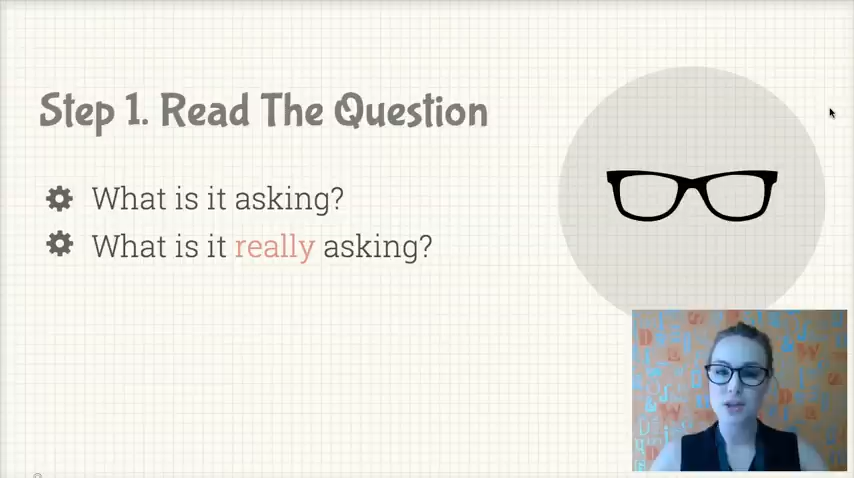 Step 1. Read The Question
What is it asking?
What is it really asking?